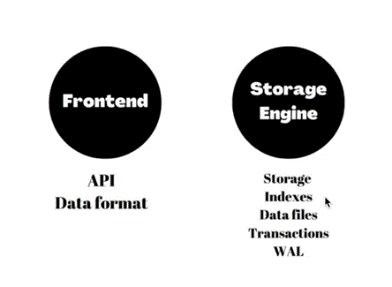 Frontend
API
Data format
Storage
Engine
Storage
Indexes
Data files
Transactions
WAL